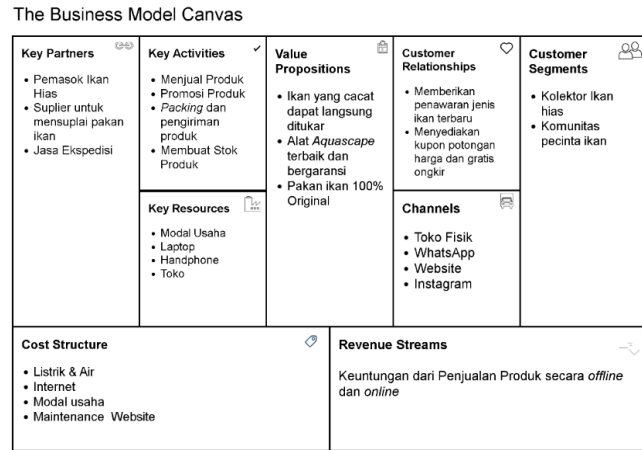 The Business Model Canvas
Key Partners
• Pemasok Ikan
Hias
• Suplier untuk
mensuplai pakan
ikan
• Jasa Ekspedisi
Key Activities
• Menjual Produk
• Promosi Produk
• Packing dan
pengiriman
produk
• Membuat Stok
Produk
Key Resources
• Modal Usaha
• Laptop
• Handphone
• Toko
Value
Propositions
• Ikan yang cacat
dapat langsung
ditukar
• Alat Aquascape
terbaik dan
bergaransi
• Pakan ikan 100%
Original
Customer
Relationships
• Memberikan
penawaran jenis
ikan terbaru
• Menyediakan
kupon potongan
harga dan gratis
ongkir
Channels
• Toko Fisik
• WhatsApp
• Website
• Instagram
Customer
Segments
• Kolektor Ikan
hias
• Komunitas
pecinta ikan
Cost Structure
• Listrik & Air
• Internet
• Modal usaha
• Maintenance Website
Revenue Streams
Keuntungan dari Penjualan Produk secara offline
dan online